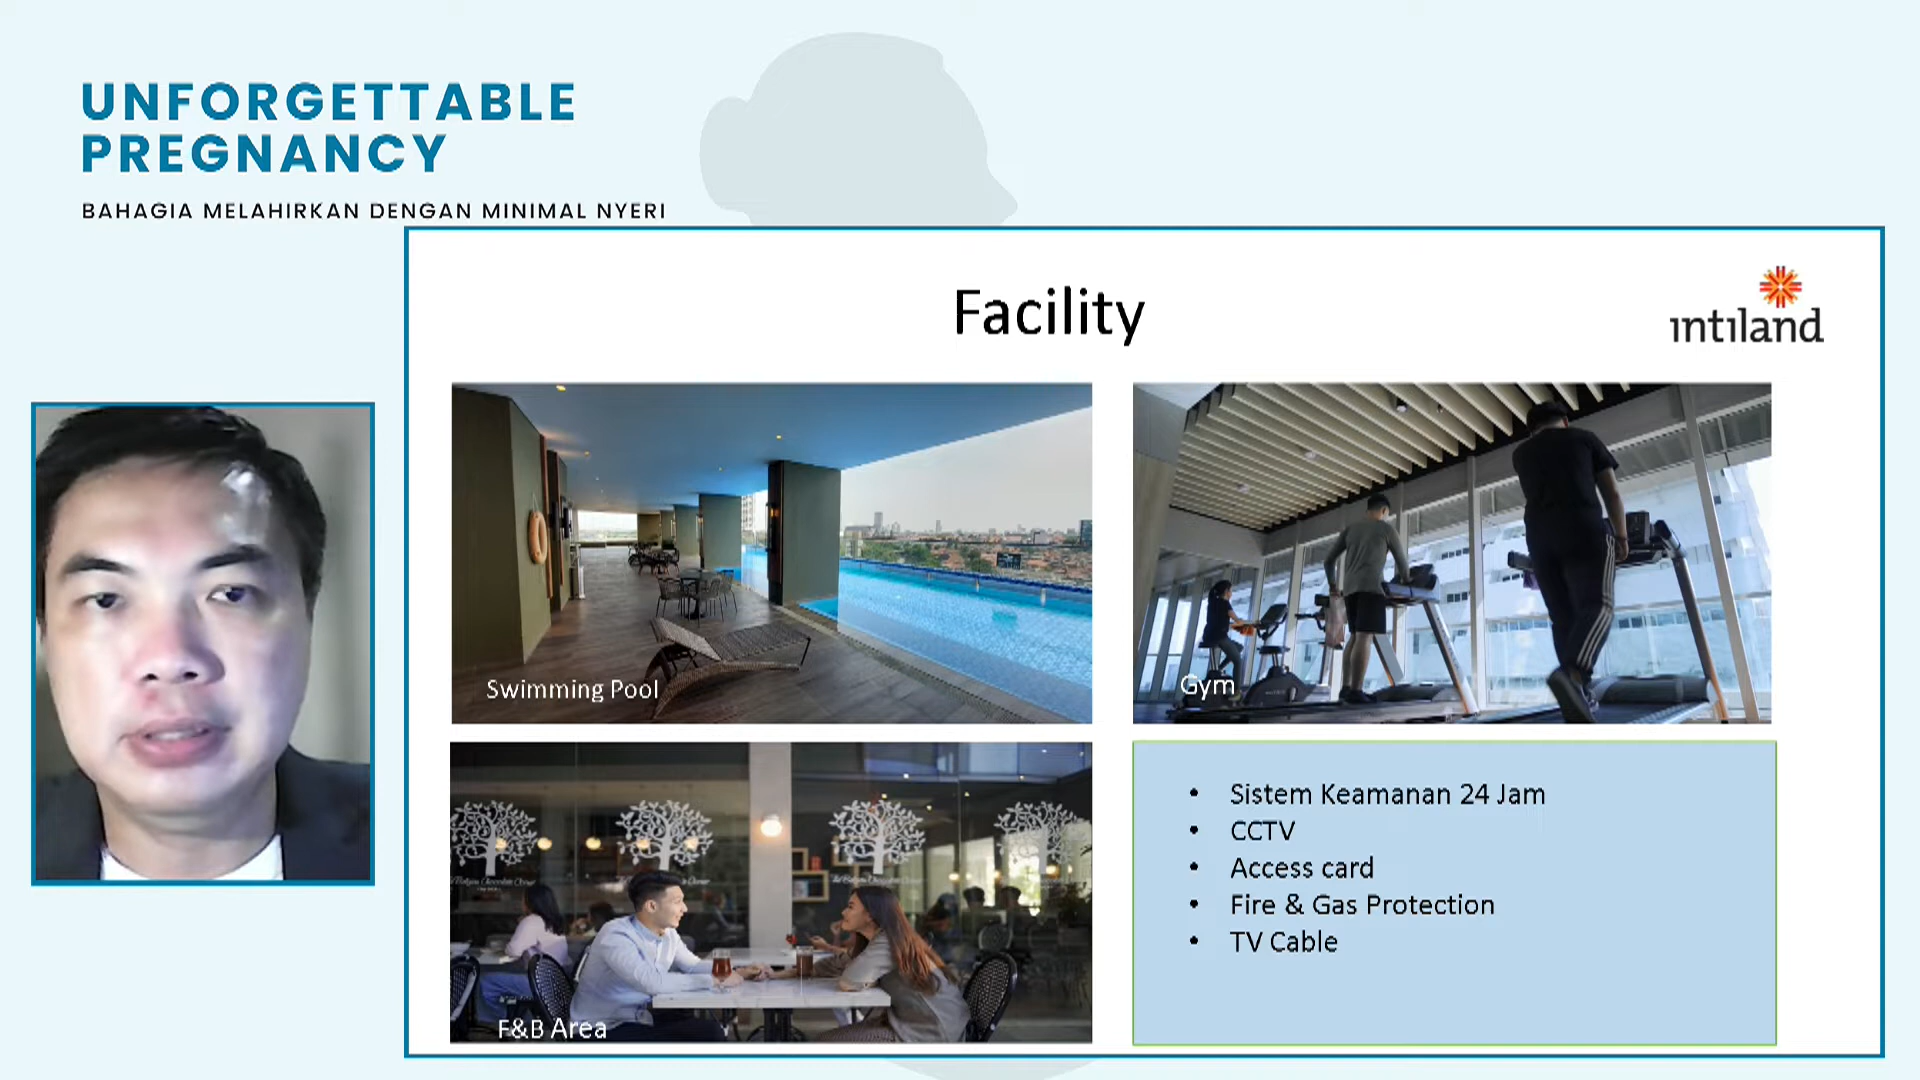 UNFORGETTABLE
PREGNANCY
BAHAGIA MELAHIRKAN DENGAN MINIMAL NYERI
Facility
intiland
Swimming Pool
Gym
F&B Area
• Sistem Keamanan 24 Jam
• CCTV
• Access card
• Fire & Gas Protection
• TV Cable